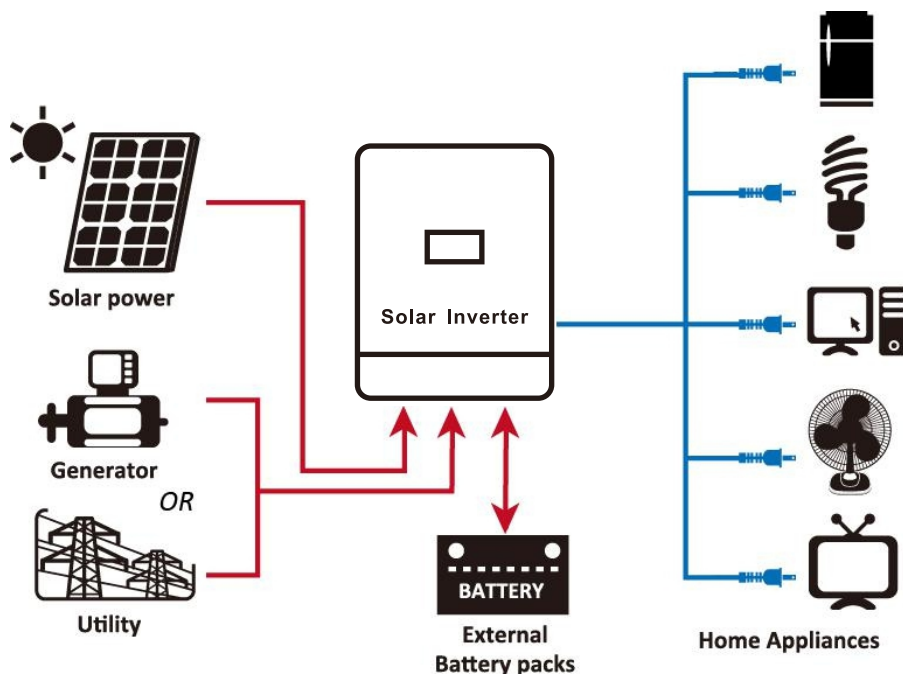 Solar power
Solar Inverter
Generator
OR
Utility
BATTERY
External
Battery packs
Home Appliances